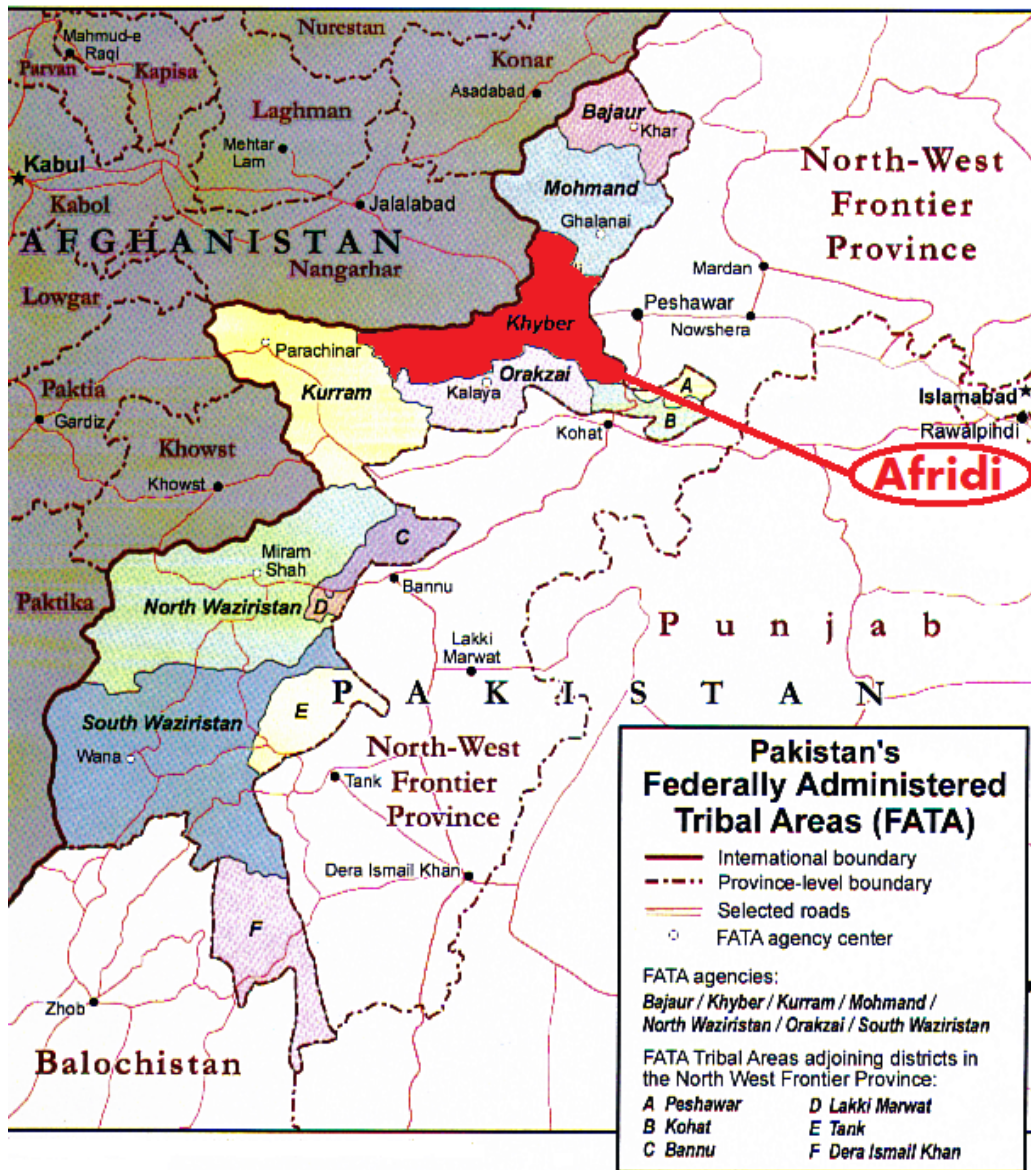 Mahmud-e
Raqi
Nurestan
Parvan
Kapisa
Konar
Asadabad
Laghman
Bajaur
Khar
Mehtar
Lam
Kabul
Mohmand
North-West
Frontier
Province
Kabol
Jalalabad
Ghalanai
AFGHANISTAN
Nangarhar
Mardan
Lowgar
Khyber
Peshawar
Nowshera
Parachinar
Orakzai
Kalaya
Kurram
A
B
Paktia
Gardiz
Islamabad
Rawalpindi
Kohat
Khowst
Khowst
Afridi
C
Miram
Shah
Bannu
Paktika
North Waziristan
D
Punjab
Lakki
Marwat
PAKISTAN
South Waziristan
E
Wana
North-West
Frontier
Province
Tank
Dera Ismail Khan
F
Zhob
Balochistan
Pakistan's
Federally Administered
Tribal Areas (FATA)
International boundary
Province-level boundary
Selected roads
FATA agency center
FATA agencies:
Bajaur / Khyber / Kurram / Mohmand /
North Waziristan / Orakzai / South Waziristan
FATA Tribal Areas adjoining districts in
the North West Frontier Province:
A Peshawar
B Kohat
C Bannu
D Lakki Marwat
E Tank
F Dera Ismail Khan